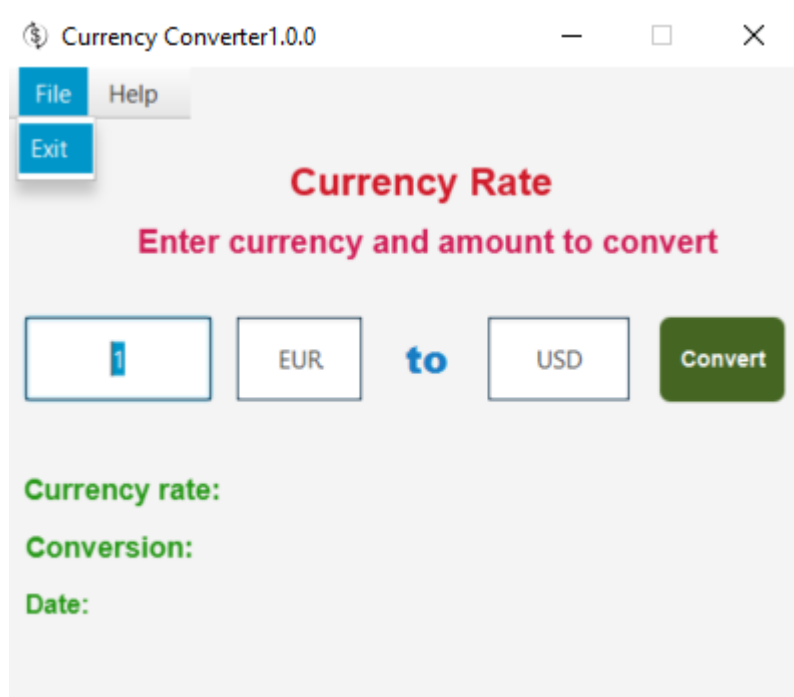 Currency Converter1.0.0
File Help
Exit
Currency Rate
Enter currency and amount to convert
1 EUR to USD Convert
Currency rate:
Conversion:
Date: